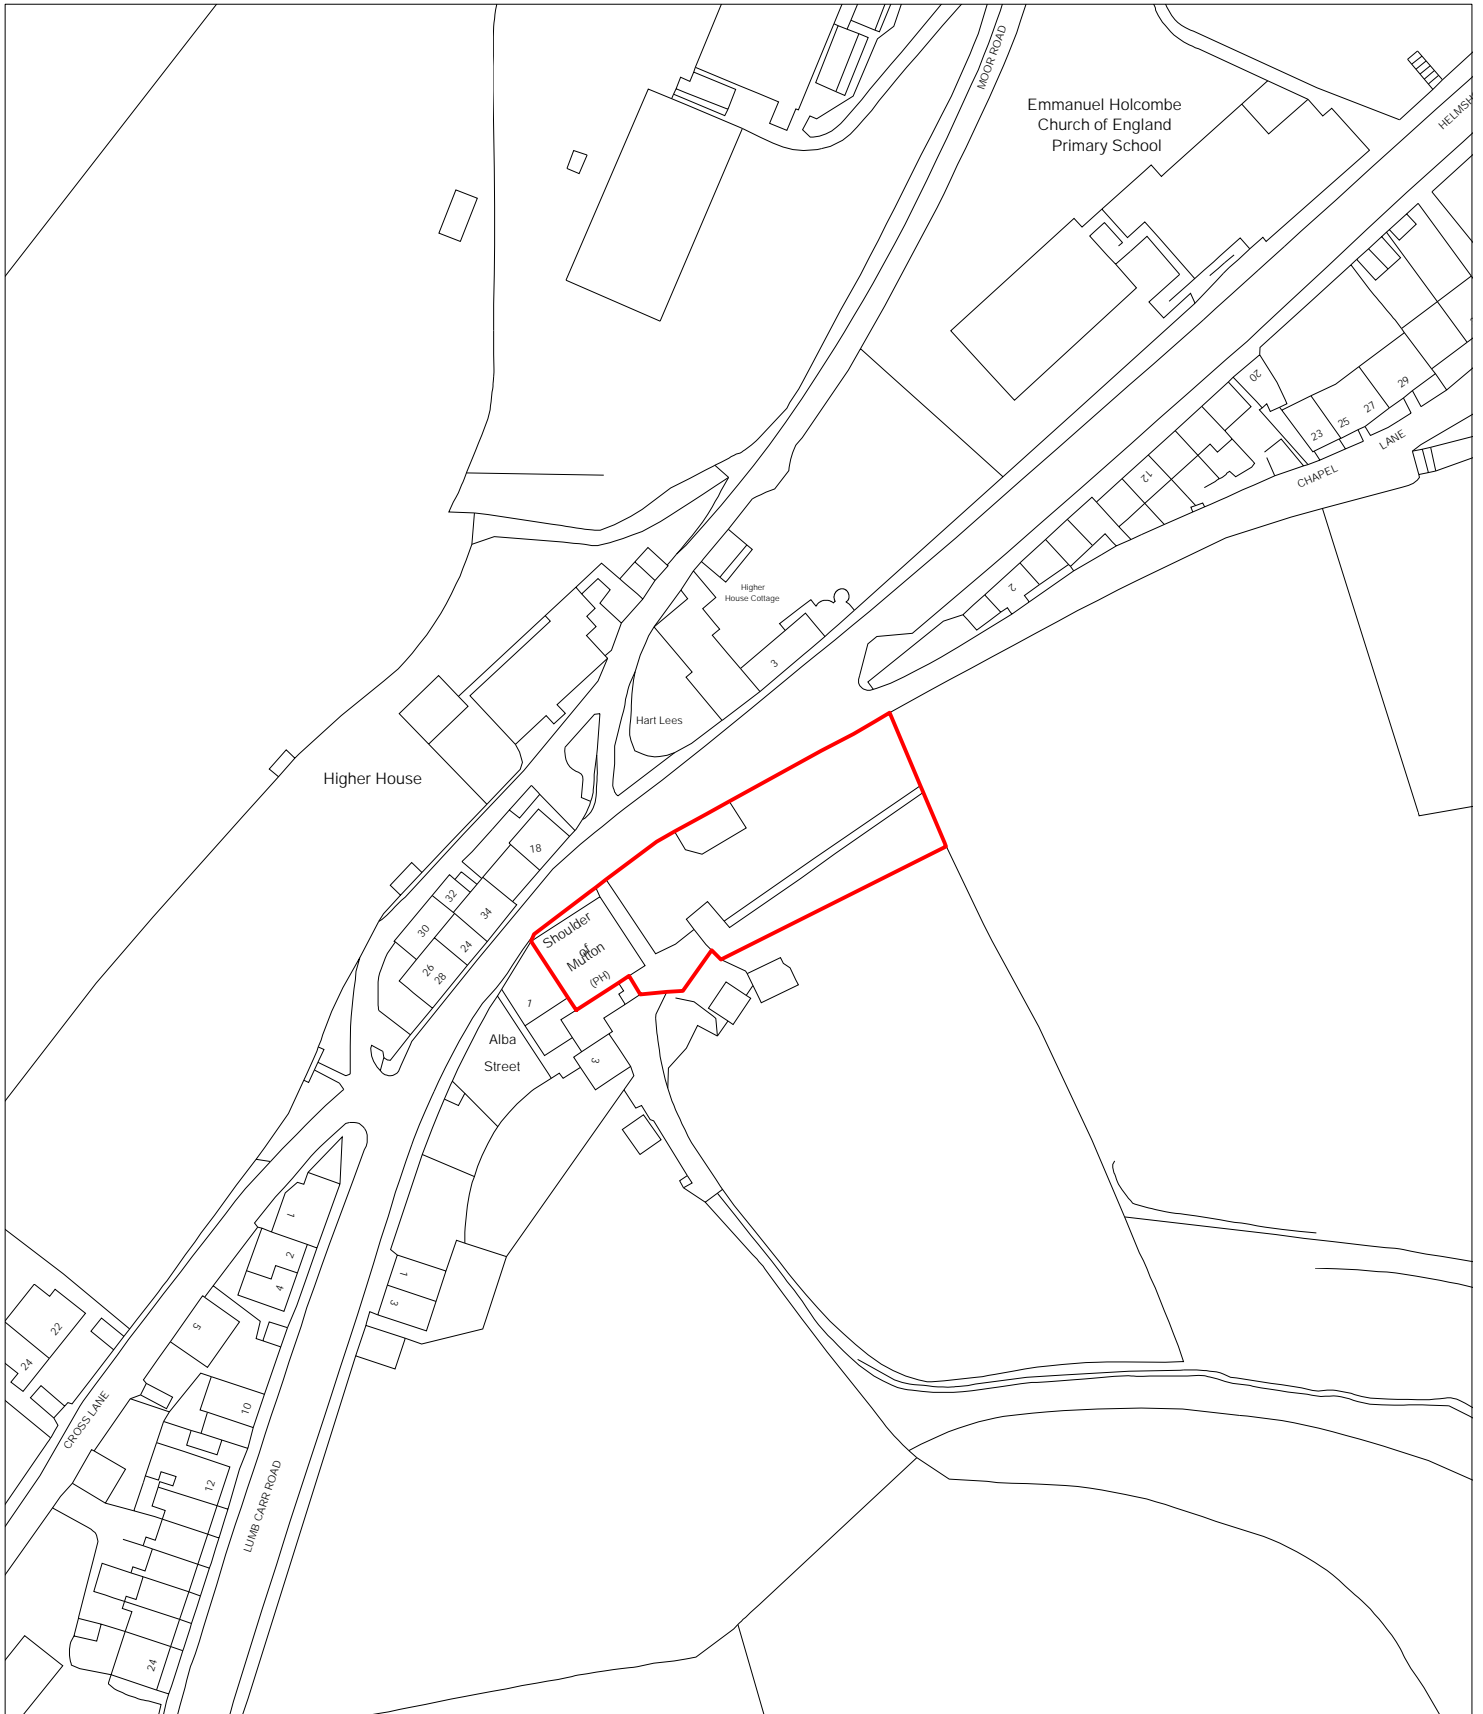 MOOR ROAD
Emmanuel Holcombe
Church of England
Primary School
20
29
27
25
23
CHAPEL
LANE
12
2
Higher
House Cottage
3
Hart Lees
Higher House
18
32
30
34
24
26
28
Shoulder
of
Mutton
(PH)
1
Alba
Street
3
1
2
4
1
3
5
22
24
CROSS LANE
10
12
LUMB CARR ROAD
24